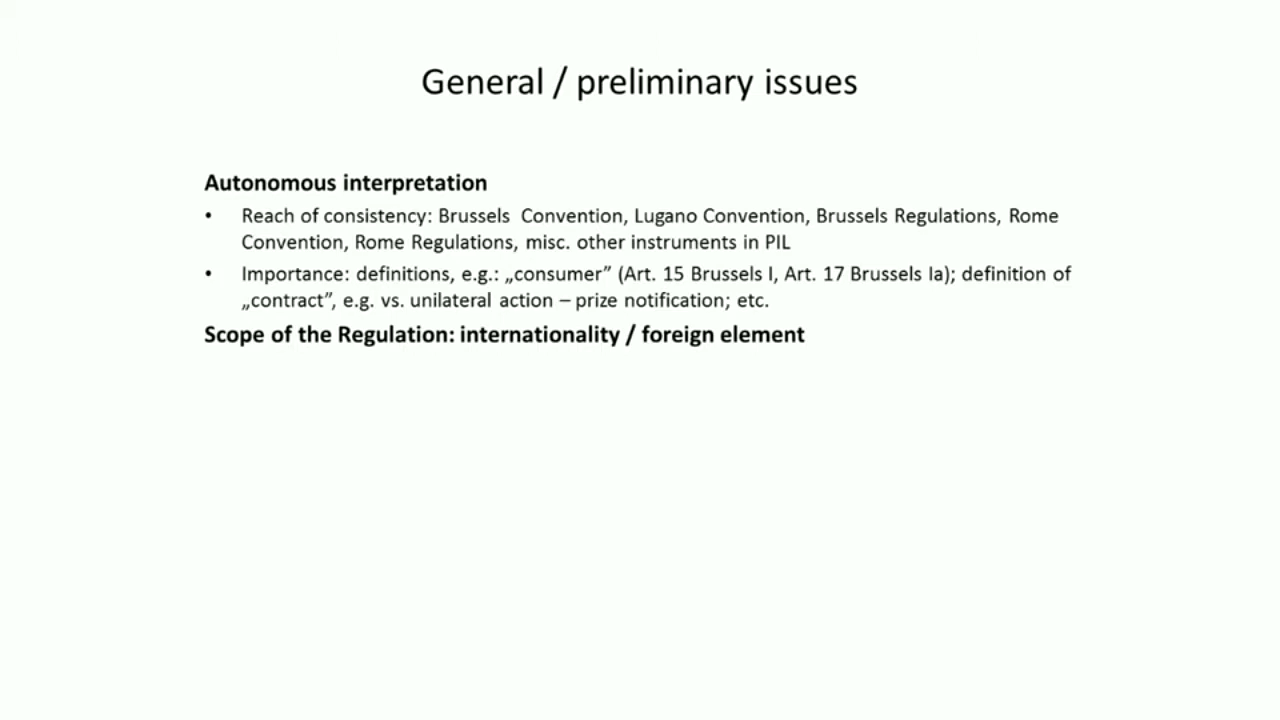 General / preliminary issues
Autonomous interpretation
• Reach of consistency: Brussels Convention, Lugano Convention, Brussels Regulations, Rome
Convention, Rome Regulations, misc. other instruments in PIL
• Importance: definitions, e.g.: „consumer” (Art. 15 Brussels I, Art. 17 Brussels Ia); definition of
„contract”, e.g. vs. unilateral action – prize notification; etc.
Scope of the Regulation: internationality / foreign element